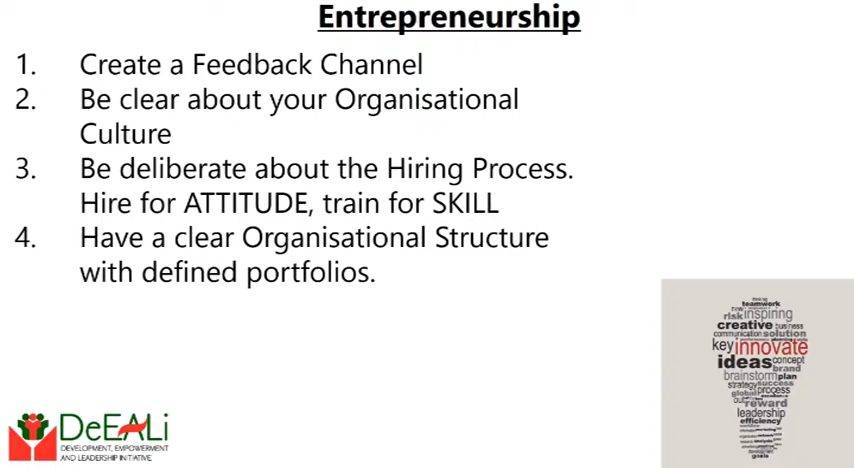 Entrepreneurship
1. Create a Feedback Channel
2. Be clear about your Organisational
Culture
3. Be deliberate about the Hiring Process.
Hire for ATTITUDE, train for SKILL
4. Have a clear Organisational Structure
with defined portfolios.
teamwork
risk inspiring
creative business
communication solution
key innovate
ideas concept
brand
brainstorm plan
strategy success
global process
reward
leadership
efficiency
goals
DeEALi
DEVELOPMENT, EMPOWERMENT
AND LEADERSHIP INITIATIVE